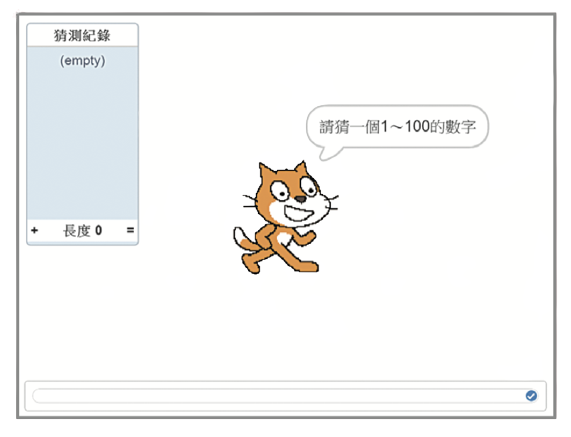 猜測紀錄
(empty)
+ 長度 0 =
請猜一個1～100的數字